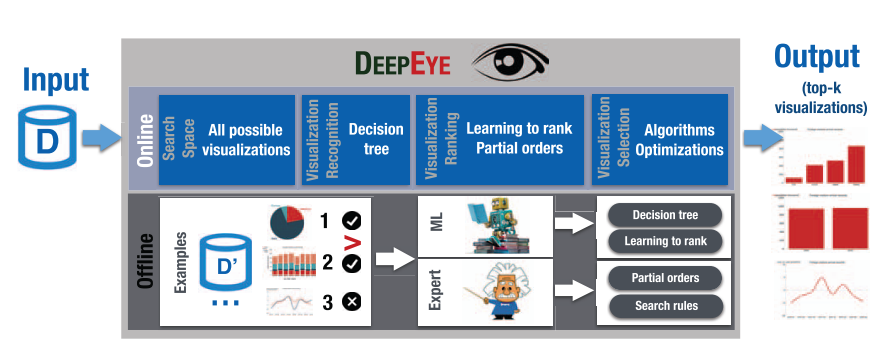 DEEPEYE
Input
D
Output
(top-k
visualizations)
Online
Search
Space
All possible
visualizations
Visualization
Recognition
Decision
tree
Visualization
Ranking
Learning to rank
Partial orders
Visualization
Selection
Algorithms
Optimizations
Offline
Examples
D'
...
1
>
2
3
ML
Expert
Decision tree
Learning to rank
Partial orders
Search rules